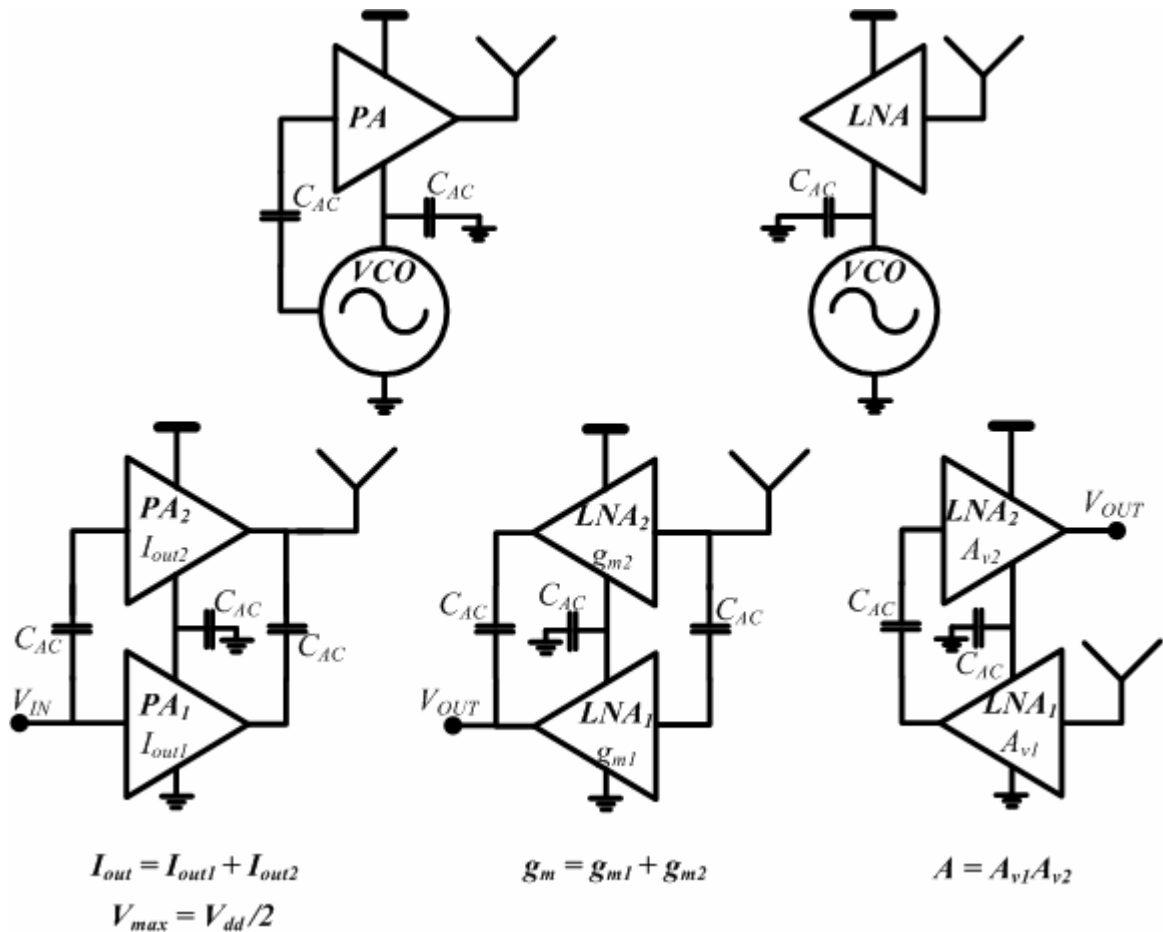 PA
LNA
C_AC
C_AC
C_AC
VCO
VCO
PA_2
I_out2
C_AC
C_AC
C_AC
V_IN
PA_1
I_out1
LNA_2
g_m2
C_AC
C_AC
C_AC
V_OUT
LNA_1
g_m1
LNA_2
A_v2
V_OUT
C_AC
C_AC
LNA_1
A_v1
I_out = I_out1 + I_out2
V_max = V_dd/2
g_m = g_m1 + g_m2
A = A_v1A_v2